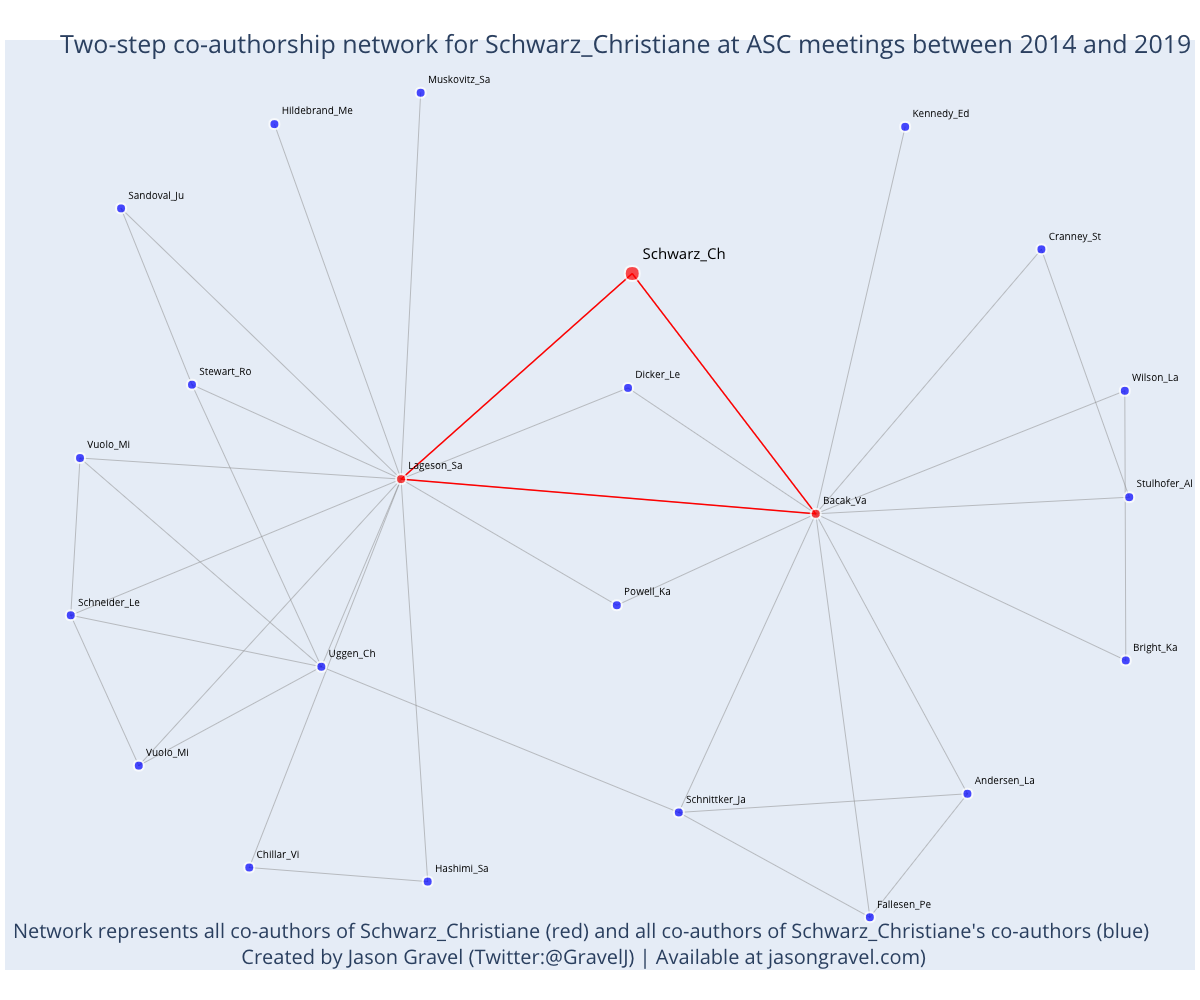 Two-step co-authorship network for Schwarz_Christiane at ASC meetings between 2014 and 2019
Muskovitz_Sa
Hildebrand_Me
Kennedy_Ed
Sandoval_Ju
Cranney_St
Schwarz_Ch
Stewart_Ro
Dicker_Le
Wilson_La
Vuolo_Mi
Lageson_Sa
Stulhofer_Al
Bacak_Va
Powell_Ka
Schneider_Le
Uggen_Ch
Bright_Ka
Vuolo_Mi
Andersen_La
Schnittker_Ja
Chillar_Vi
Hashimi_Sa
Fallesen_Pe
Network represents all co-authors of Schwarz_Christiane (red) and all co-authors of Schwarz_Christiane's co-authors (blue)
Created by Jason Gravel (Twitter:@GravelJ) | Available at jasongravel.com)